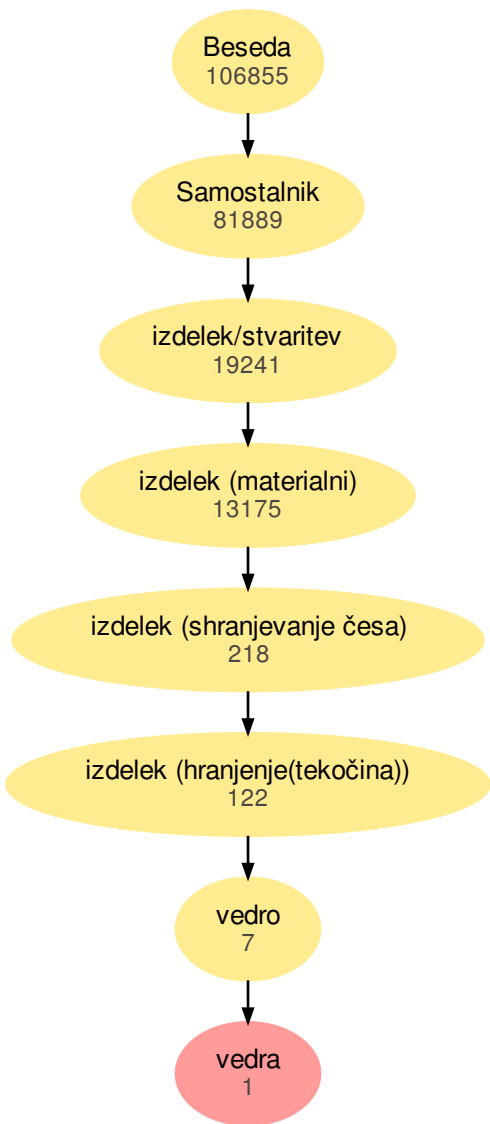 Beseda
106855
Samostalnik
81889
izdelek/stvaritev
19241
izdelek (materialni)
13175
izdelek (shranjevanje česa)
218
izdelek (hranjenje(tekočina))
122
vedro
7
vedra
1